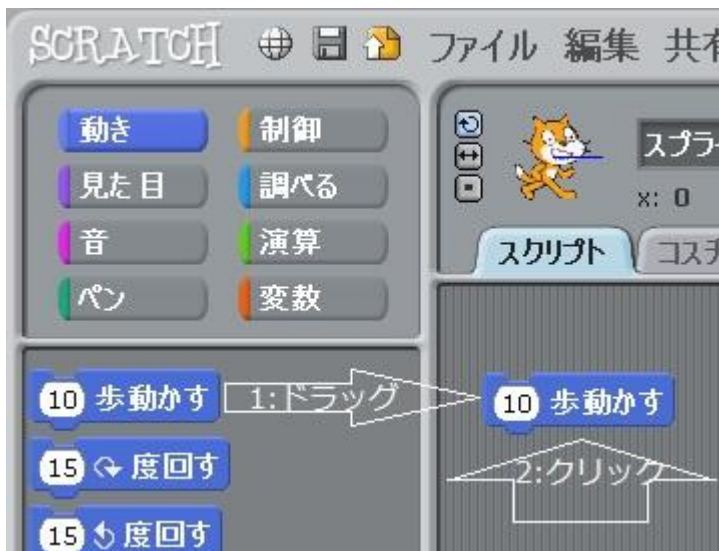 SCRATCH ファイル 編集 共有
動き 制御
見た目 調べる
音 演算
ペン 変数
スプラ
x: 0
スクリプト コスチ
10 歩動かす
1:ドラッグ
10 歩動かす
2:クリック
15 度回す
15 度回す